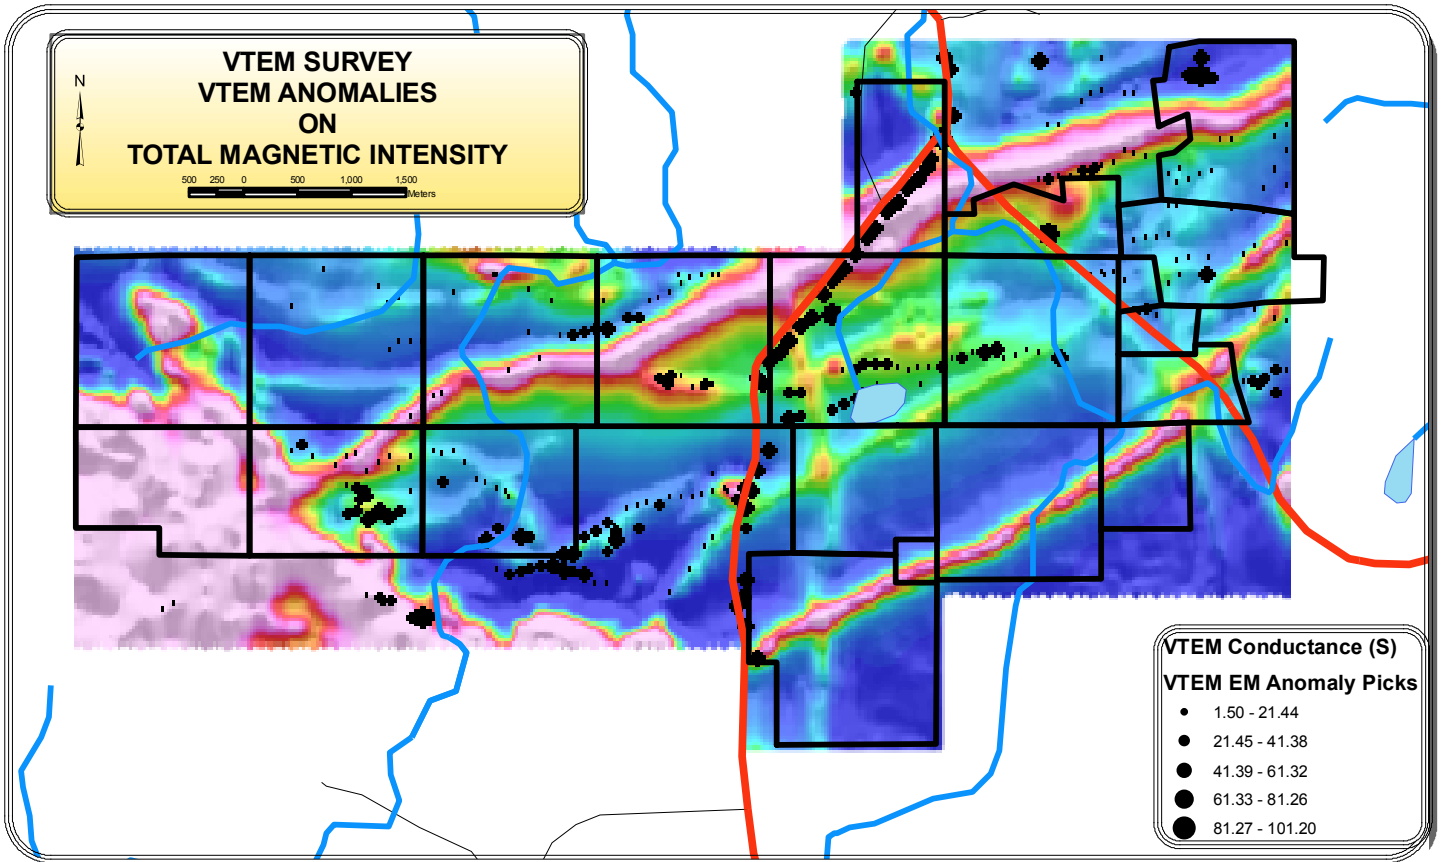 VTEM SURVEY
VTEM ANOMALIES
ON
TOTAL MAGNETIC INTENSITY
N
500 250 0 500 1,000 1,500
Meters
VTEM Conductance (S)
VTEM EM Anomaly Picks
1.50 - 21.44
21.45 - 41.38
41.39 - 61.32
61.33 - 81.26
81.27 - 101.20